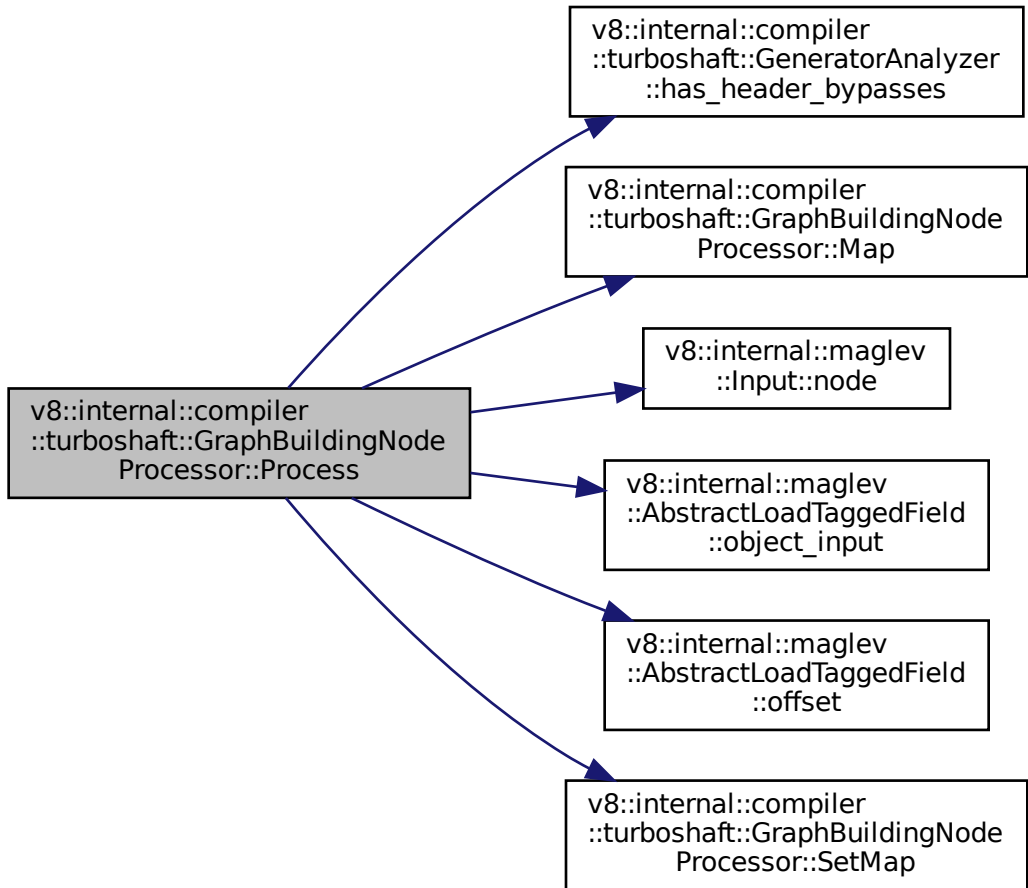 v8::internal::compiler
::turboshaft::GeneratorAnalyzer
::has_header_bypasses
v8::internal::compiler
::turboshaft::GraphBuildingNode
Processor::Map
v8::internal::maglev
::Input::node
v8::internal::compiler
::turboshaft::GraphBuildingNode
Processor::Process
v8::internal::maglev
::AbstractLoadTaggedField
::object_input
v8::internal::maglev
::AbstractLoadTaggedField
::offset
v8::internal::compiler
::turboshaft::GraphBuildingNode
Processor::SetMap